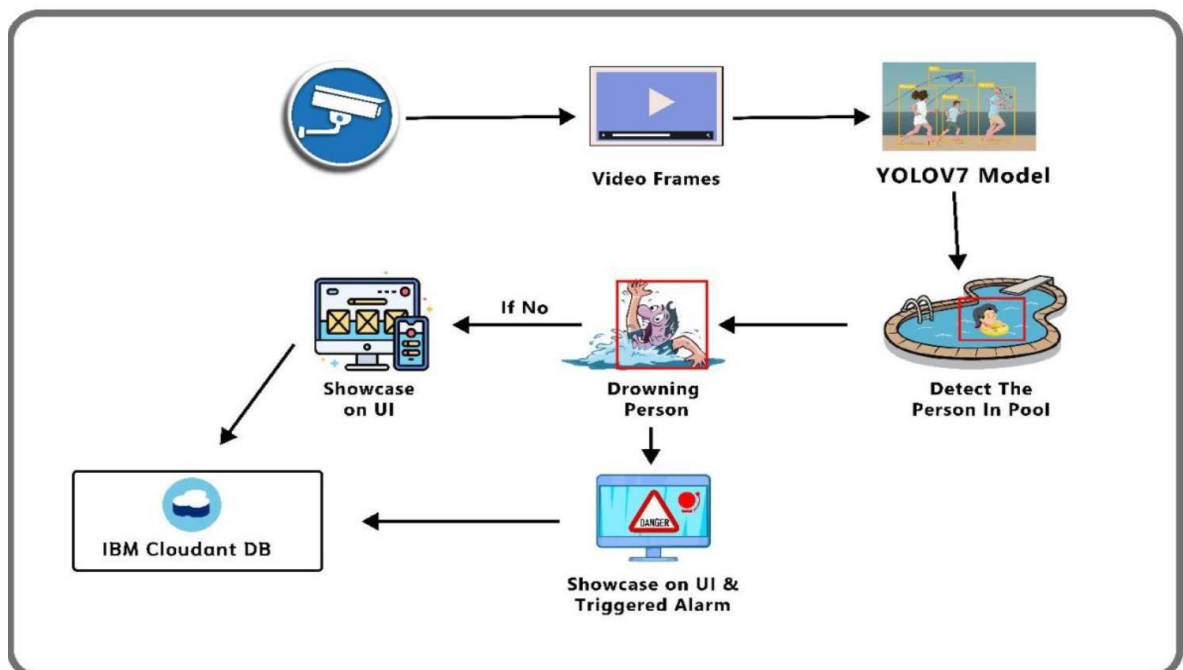 Video Frames
YOLOV7 Model
If No
Showcase
on UI
Drowning
Person
Detect The
Person In Pool
DANGER
IBM Cloudant DB
Showcase on UI &
Triggered Alarm